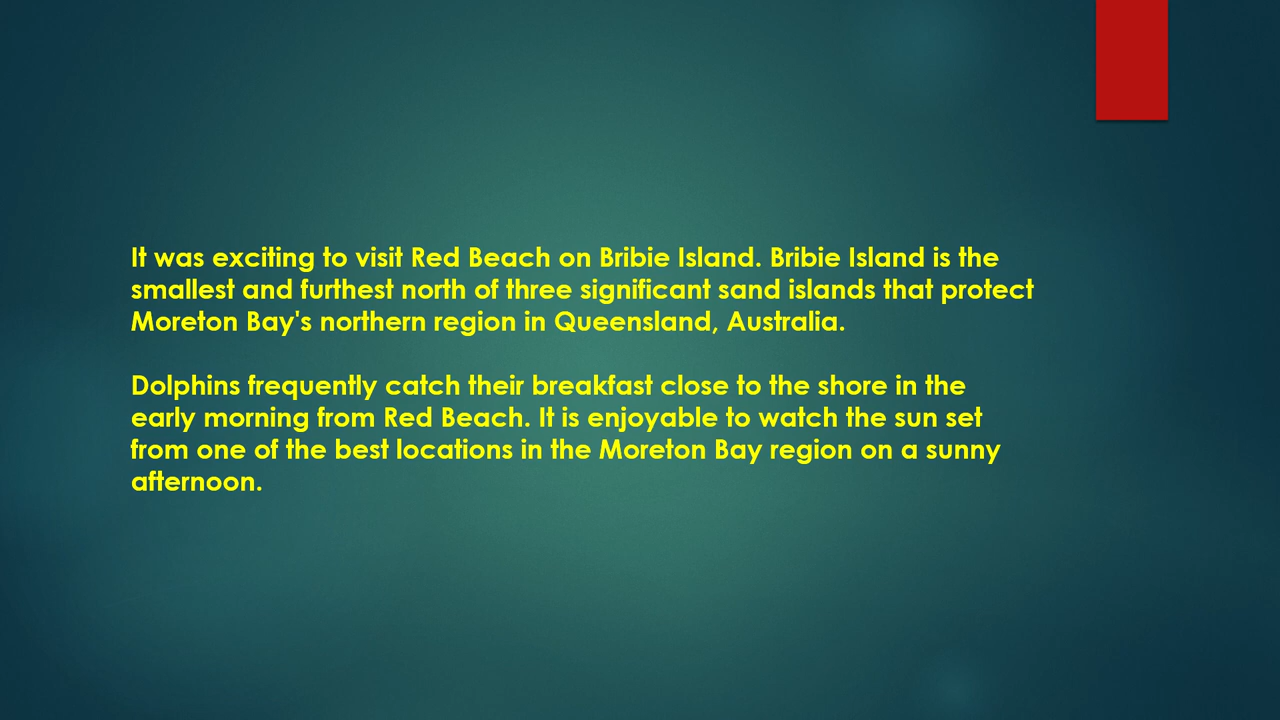 It was exciting to visit Red Beach on Bribie Island. Bribie Island is the
smallest and furthest north of three significant sand islands that protect
Moreton Bay's northern region in Queensland, Australia.
Dolphins frequently catch their breakfast close to the shore in the
early morning from Red Beach. It is enjoyable to watch the sun set
from one of the best locations in the Moreton Bay region on a sunny
afternoon.